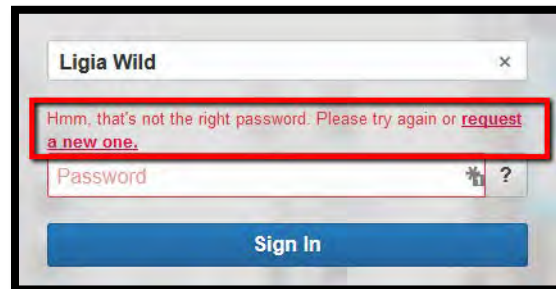 Ligia Wild ×
Hmm, that's not the right password. Please try again or request
a new one.
Password ?
Sign In